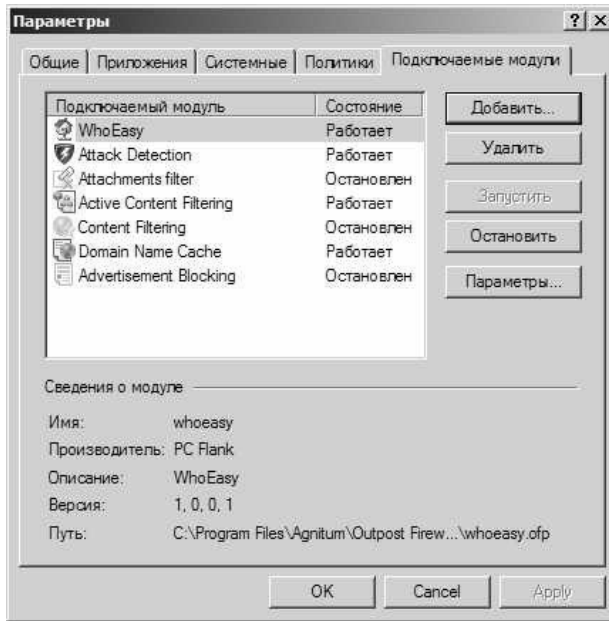 Параметры
Общие Приложения Системные Политики Подключаемые модули
Подключаемый модуль Состояние
WhoEasy Работает
Attack Detection Работает
Attachments filter Остановлен
Active Content Filtering Работает
Content Filtering Остановлен
Domain Name Cache Работает
Advertisement Blocking Остановлен
Добавить...
Удалить
Запустить
Остановить
Параметры...
Сведения о модуле
Имя: whoeasy
Производитель: PC Flank
Описание: WhoEasy
Версия: 1, 0, 0, 1
Путь: C:\Program Files\Agnitum\Outpost Firew...\whoeasy.ofp
OK Cancel Apply